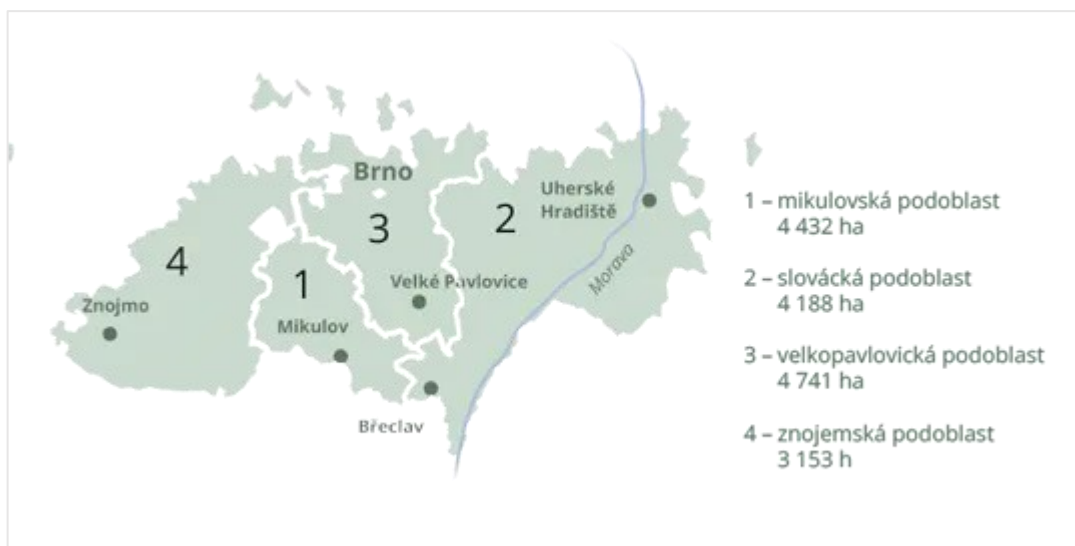 Brno
3
2
Uherské
Hradiště
4
1
Morava
Velké Pavlovice
Znojmo
Mikulov
Břeclav
1 – mikulovská podoblast
4 432 ha
2 – slovácká podoblast
4 188 ha
3 – velkopavlovická podoblast
4 741 ha
4 – znojemská podoblast
3 153 h